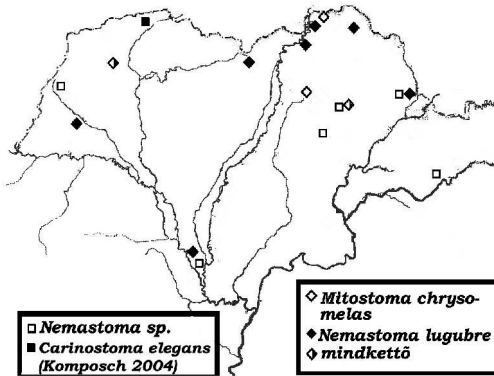 Nemastoma sp.
Carinostoma elegans
(Komposch 2004)
Mitostoma chryso-
melas
Nemastoma lugubre
mindkettő